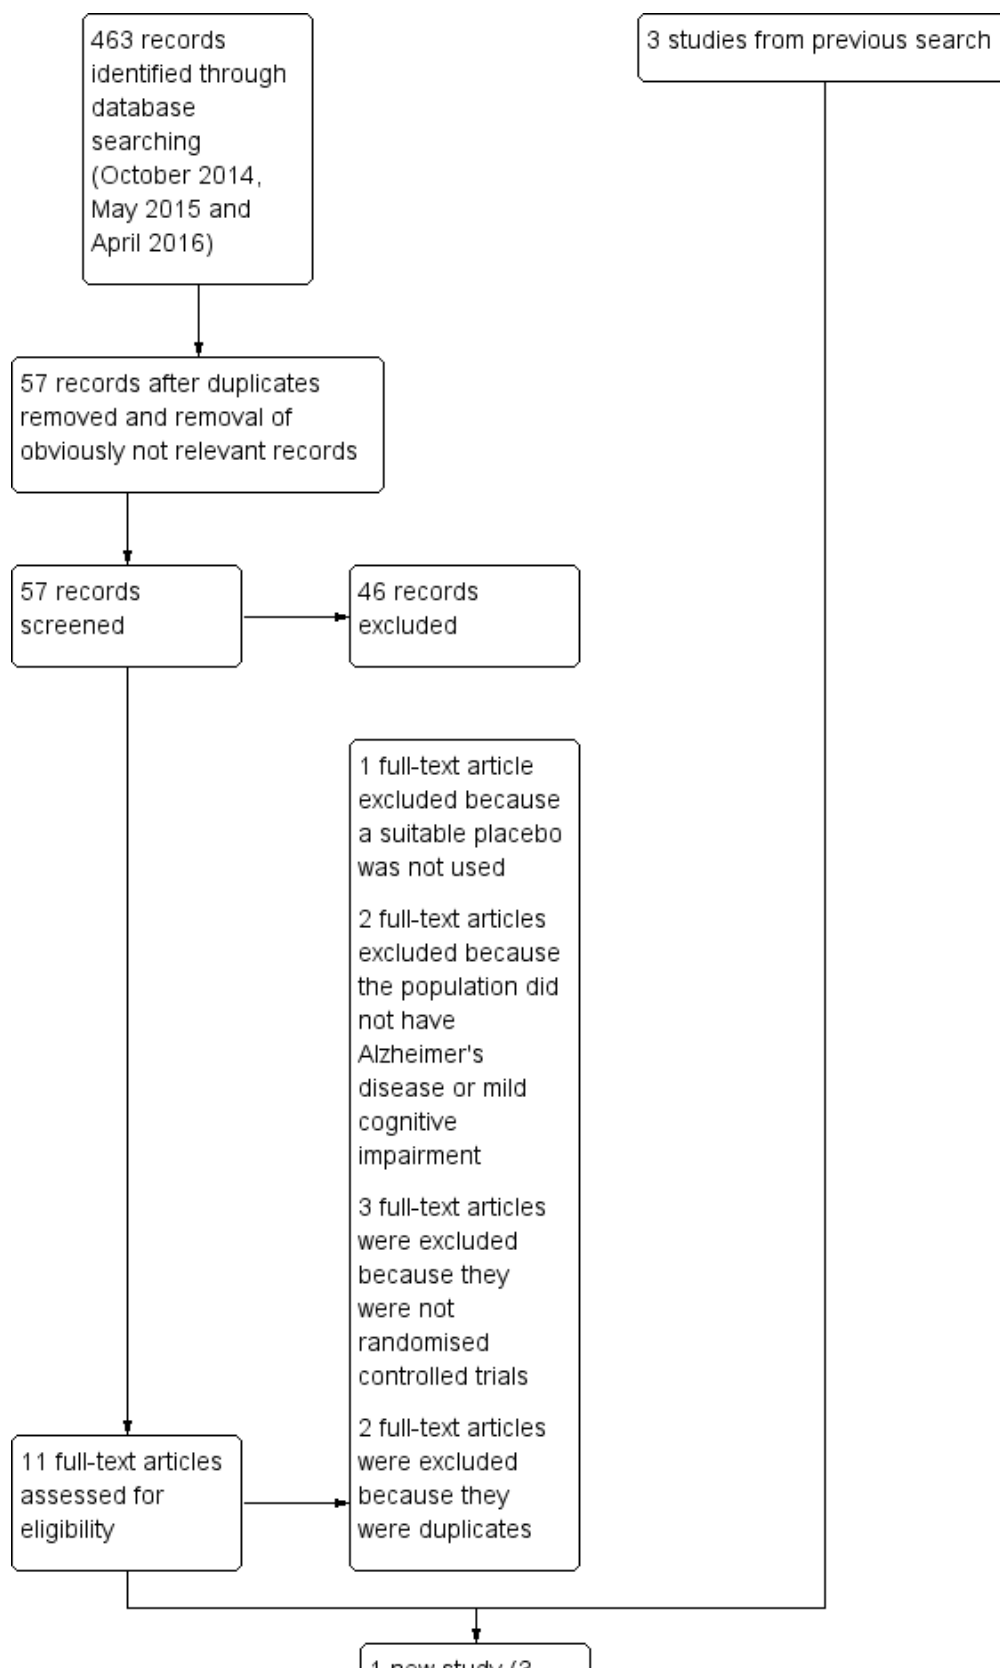 463 records
identified through
database
searching
(October 2014,
May 2015 and
April 2016)
3 studies from previous search
57 records after duplicates
removed and removal of
obviously not relevant records
57 records
screened
46 records
excluded
1 full-text article
excluded because
a suitable placebo
was not used
2 full-text articles
excluded because
the population did
not have
Alzheimer's
disease or mild
cognitive
impairment
3 full-text articles
were excluded
because they
were not
randomised
controlled trials
2 full-text articles
were excluded
because they
were duplicates
11 full-text articles
assessed for
eligibility
1 new study (3